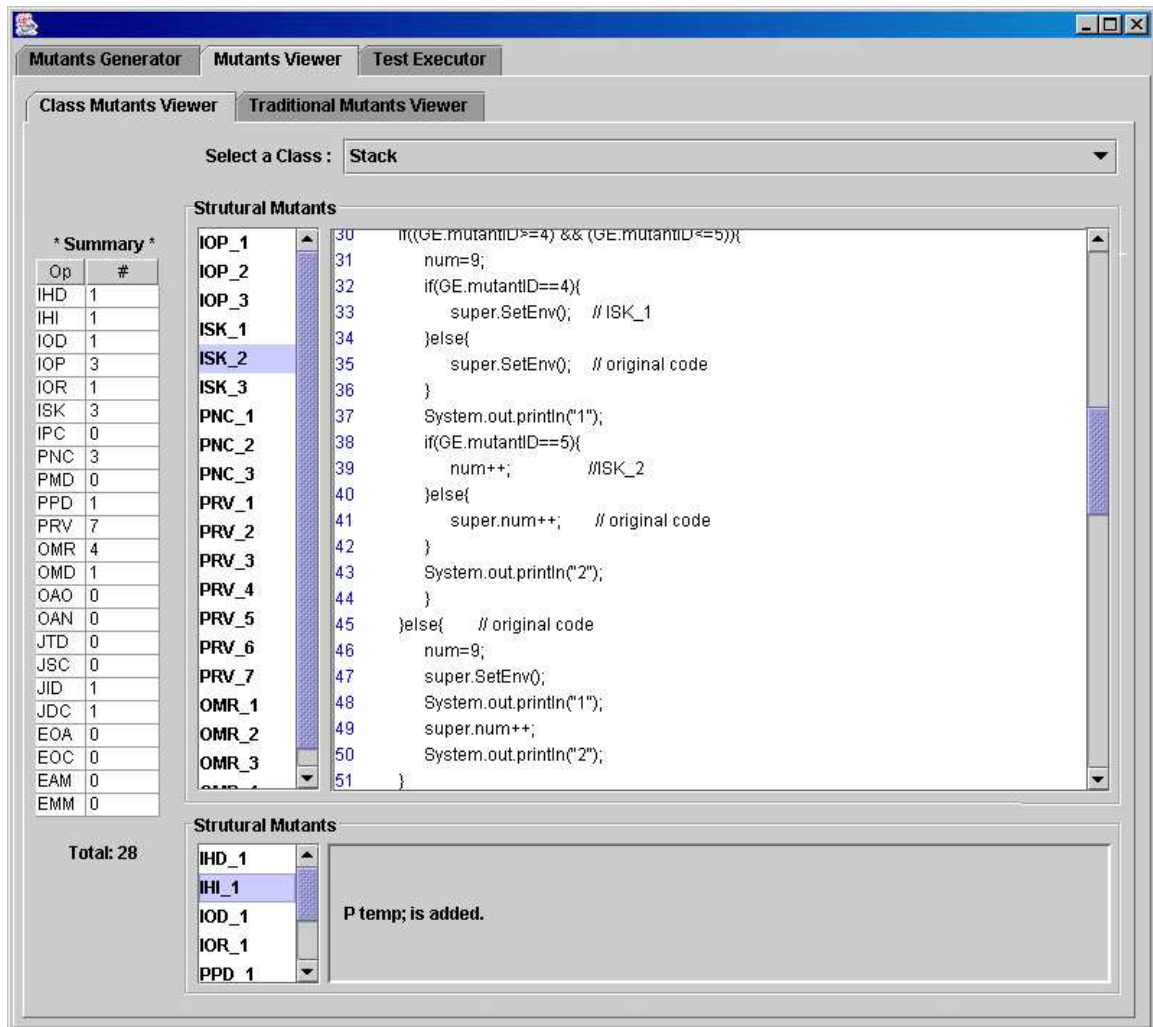 Mutants Generator Mutants Viewer Test Executor
Class Mutants Viewer Traditional Mutants Viewer
Select a Class : Stack
* Summary *
Op #
IHD 1
IHI 1
IOD 1
IOP 3
IOR 1
ISK 3
IPC 0
PNC 3
PMD 0
PPD 1
PRV 7
OMR 4
OMD 1
OAO 0
OAN 0
JTD 0
JSC 0
JID 1
JDC 1
EOA 0
EOC 0
EAM 0
EMM 0
Total: 28
Strutural Mutants
IOP_1
IOP_2
IOP_3
ISK_1
ISK_2
ISK_3
PNC_1
PNC_2
PNC_3
PRV_1
PRV_2
PRV_3
PRV_4
PRV_5
PRV_6
PRV_7
OMR_1
OMR_2
OMR_3
30 if((GE.mutantID>=4) && (GE.mutantID<=5)){
31 num=9;
32 if(GE.mutantID==4){
33 super.SetEnv(); // ISK_1
34 }else{
35 super.SetEnv(); // original code
36 }
37 System.out.println("1");
38 if(GE.mutantID==5){
39 num++; //ISK_2
40 }else{
41 super.num++; // original code
42 }
43 System.out.println("2");
44 }
45 }else{ // original code
46 num=9;
47 super.SetEnv();
48 System.out.println("1");
49 super.num++;
50 System.out.println("2");
51 }
Strutural Mutants
IHD_1
IHI_1
IOD_1
IOR_1
PPD_1
P temp; is added.